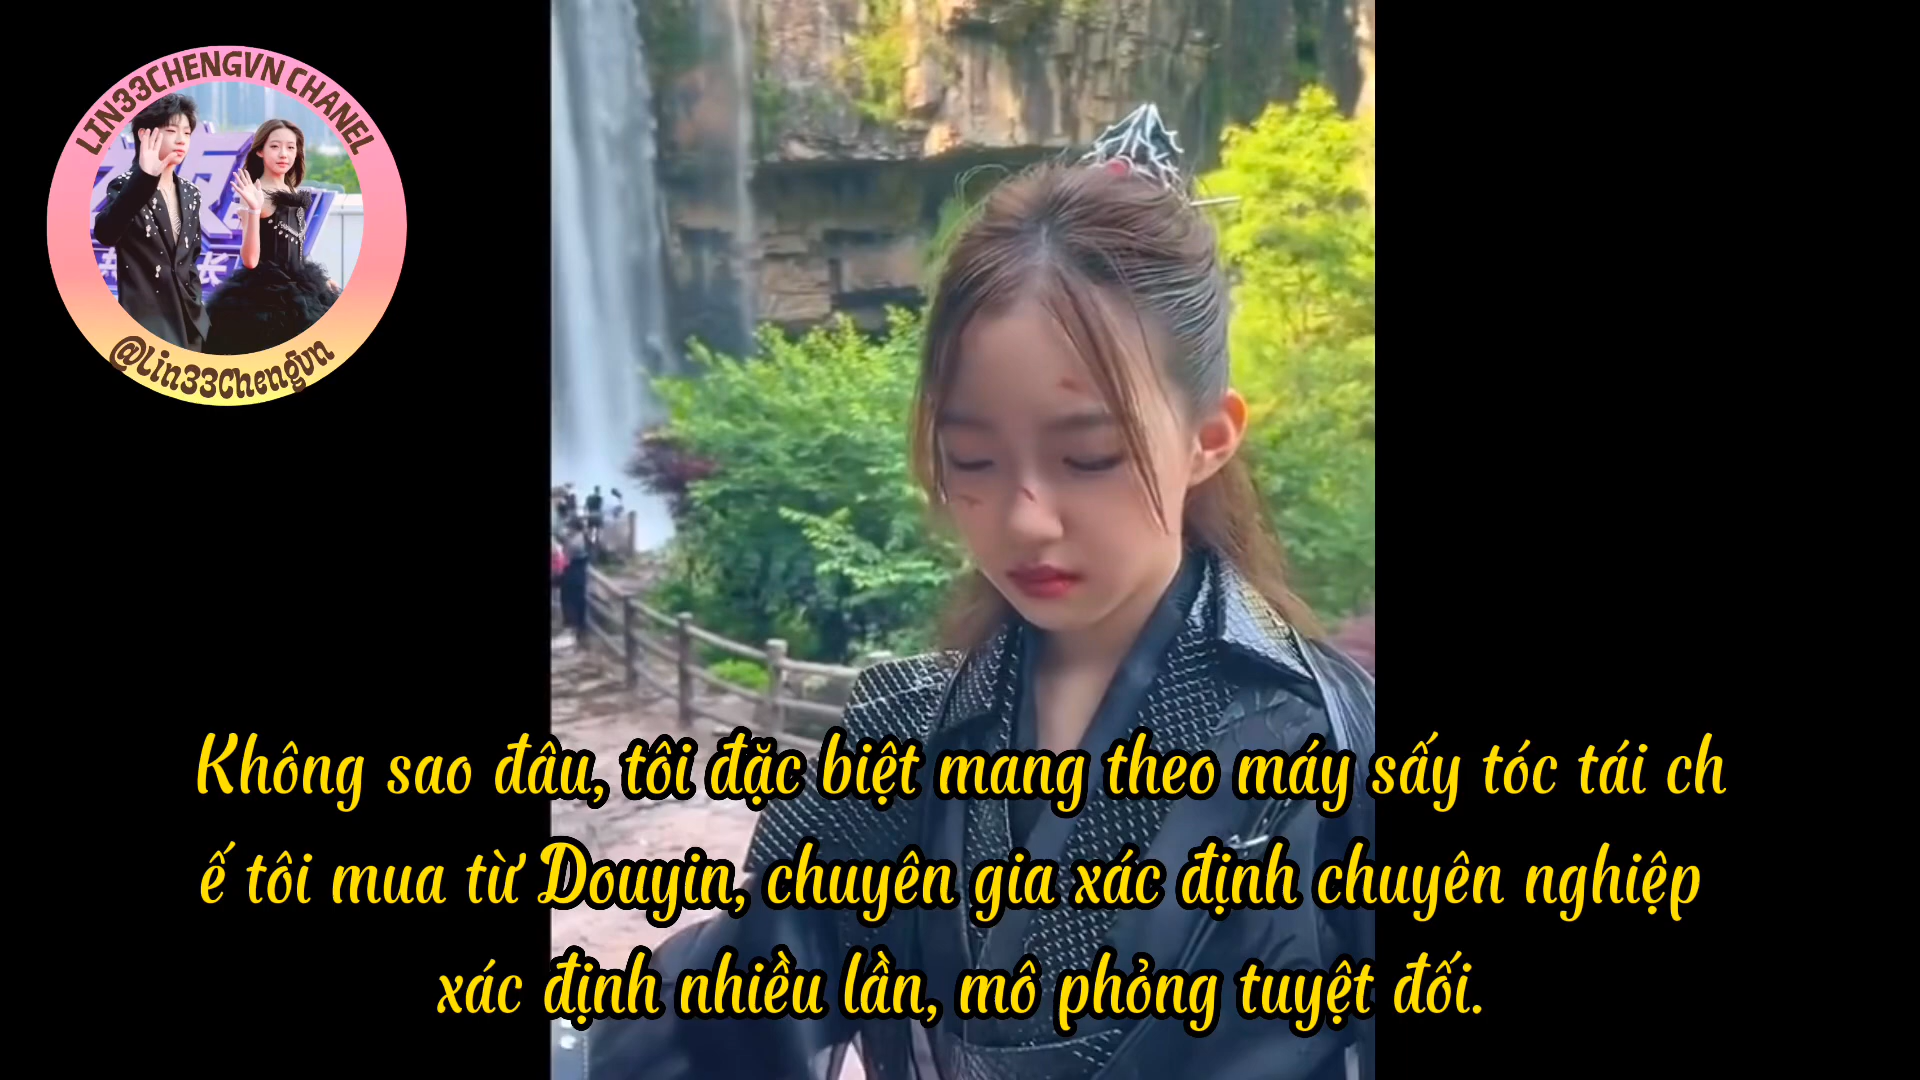 LIN33CHENGVN CHANEL
@Lin33Chengvn
Không sao đâu, tôi đặc biệt mang theo máy sấy tóc tái ch
ế tôi mua từ Douyin, chuyên gia xác định chuyên nghiệp
xác định nhiều lần, mô phỏng tuyệt đối.